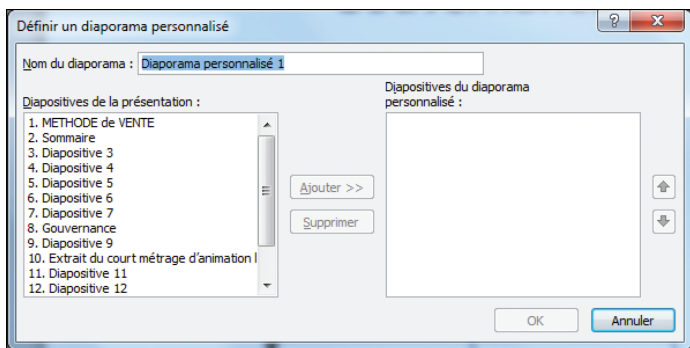 Définir un diaporama personnalisé
?
X
Nom du diaporama : Diaporama personnalisé 1
Diapositives de la présentation :
1. METHODE de VENTE
2. Sommaire
3. Diapositive 3
4. Diapositive 4
5. Diapositive 5
6. Diapositive 6
7. Diapositive 7
8. Gouvernance
9. Diapositive 9
10. Extrait du court métrage d'animation l
11. Diapositive 11
12. Diapositive 12
Ajouter >>
Supprimer
Diapositives du diaporama
personnalisé :
OK
Annuler